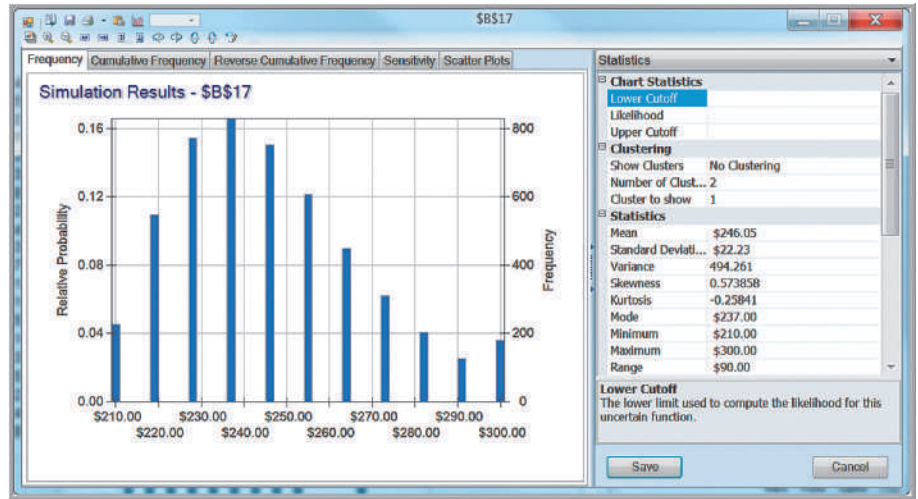 $B$17
Frequency Cumulative Frequency Reverse Cumulative Frequency Sensitivity Scatter Plots
Simulation Results - $B$17
Relative Probability
0.16
0.12
0.08
0.04
0.00
800
600
400
200
0
Frequency
$210.00 $230.00 $250.00 $270.00 $290.00
$220.00 $240.00 $260.00 $280.00 $300.00
Statistics
Chart Statistics
Lower Cutoff
Likelihood
Upper Cutoff
Clustering
Show Clusters No Clustering
Number of Clust... 2
Cluster to show 1
Statistics
Mean $246.05
Standard Deviati... $22.23
Variance 494.261
Skewness 0.573858
Kurtosis -0.25841
Mode $237.00
Minimum $210.00
Maximum $300.00
Range $90.00
Lower Cutoff
The lower limit used to compute the likelihood for this
uncertain function.
Save Cancel